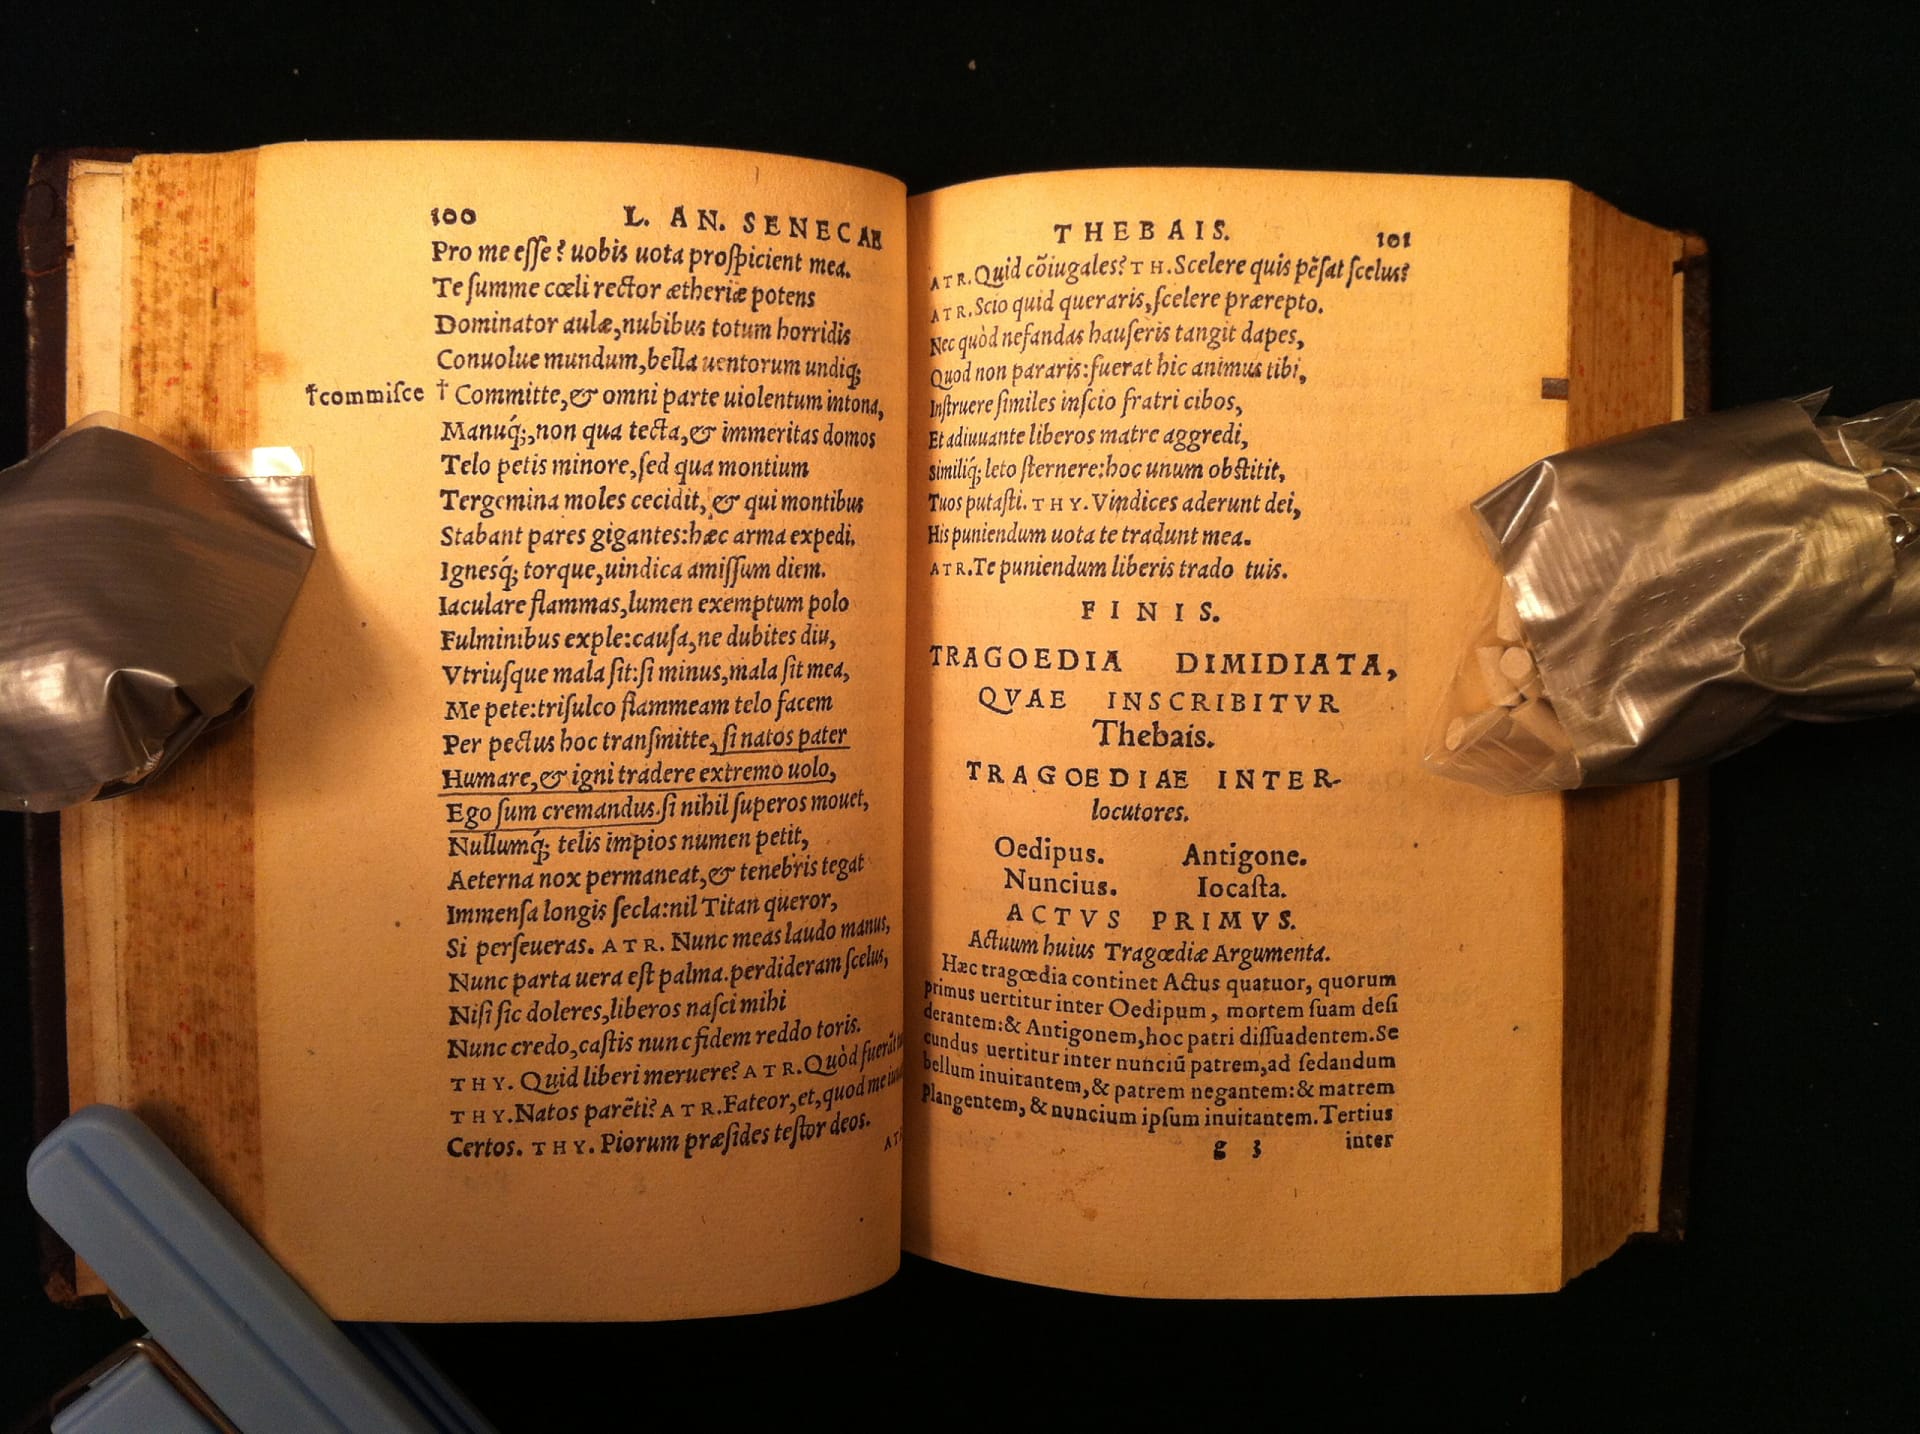 100 L. AN. SENECAE
Pro me eſſe? uobis uota proſpicient mea.
Te ſumme cœli rector ætheriæ potens
Dominator aulæ, nubibus totum horridis
Conuolue mundum, bella uentorum undiq;
†commiſce † Committe, & omni parte uiolentum intona,
Manuq́;, non qua tecta, & immeritas domos
Telo petis minore, ſed qua montium
Tergemina moles cecidit, & qui montibus
Stabant pares gigantes: hæc arma expedi,
Igneſq́; torque, uindica amiſſum diem.
Iaculare flammas, lumen exemptum polo
Fulminibus exple: cauſa, ne dubites diu,
Vtriuſque mala ſit: ſi minus, mala ſit mea,
Me pete: triſulco flammeam telo facem
Per pectus hoc tranſmitte, ſi natos pater
Humare, & igni tradere extremo uolo,
Ego ſum cremandus. ſi nihil ſuperos mouet,
Nullumq́; telis impios numen petit,
Aeterna nox permaneat, & tenebris tegat
Immenſa longis ſecla: nil Titan queror,
Si perſeueras. ATR. Nunc meas laudo manus,
Nunc parta uera eſt palma. perdideram ſcelus,
Niſi ſic doleres, liberos naſci mihi
Nunc credo, caſtis nunc fidem reddo toris.
THY. Quid liberi meruere? ATR. Quòd
THY. Natos parẽti? ATR. Fateor, et, quod me
Certos. THY. Piorum præſides teſtor deos.
THEBAIS. 101
ATR. Quid cõiugales? TH. Scelere quis pẽſat ſcelus?
ATR. Scio quid queraris, ſcelere prærepto.
Nec quòd nefandas hauſeris tangit dapes,
Quod non pararis: fuerat hic animus tibi,
Inſtruere ſimiles inſcio fratri cibos,
Et adiuuante liberos matre aggredi,
Similiq́; leto ſternere: hoc unum obſtitit,
Tuos putaſti. THY. Vindices aderunt dei,
His puniendum uota te tradunt mea.
ATR. Te puniendum liberis trado tuis.
FINIS.
TRAGOEDIA DIMIDIATA,
QVAE INSCRIBITVR
Thebais.
TRAGOEDIAE INTER-
locutores.
Oedipus. Antigone.
Nuncius. Iocaſta.
ACTVS PRIMVS.
Actuum huius Tragœdiæ Argumenta.
Hæc tragœdia continet Actus quatuor, quorum
primus uertitur inter Oedipum, mortem ſuam deſi
derantem: & Antigonem, hoc patri diſſuadentem. Se
cundus uertitur inter nunciũ patrem, ad ſedandum
bellum inuitantem, & patrem negantem: & matrem
plangentem, & nuncium ipſum inuitantem. Tertius
g 3 inter